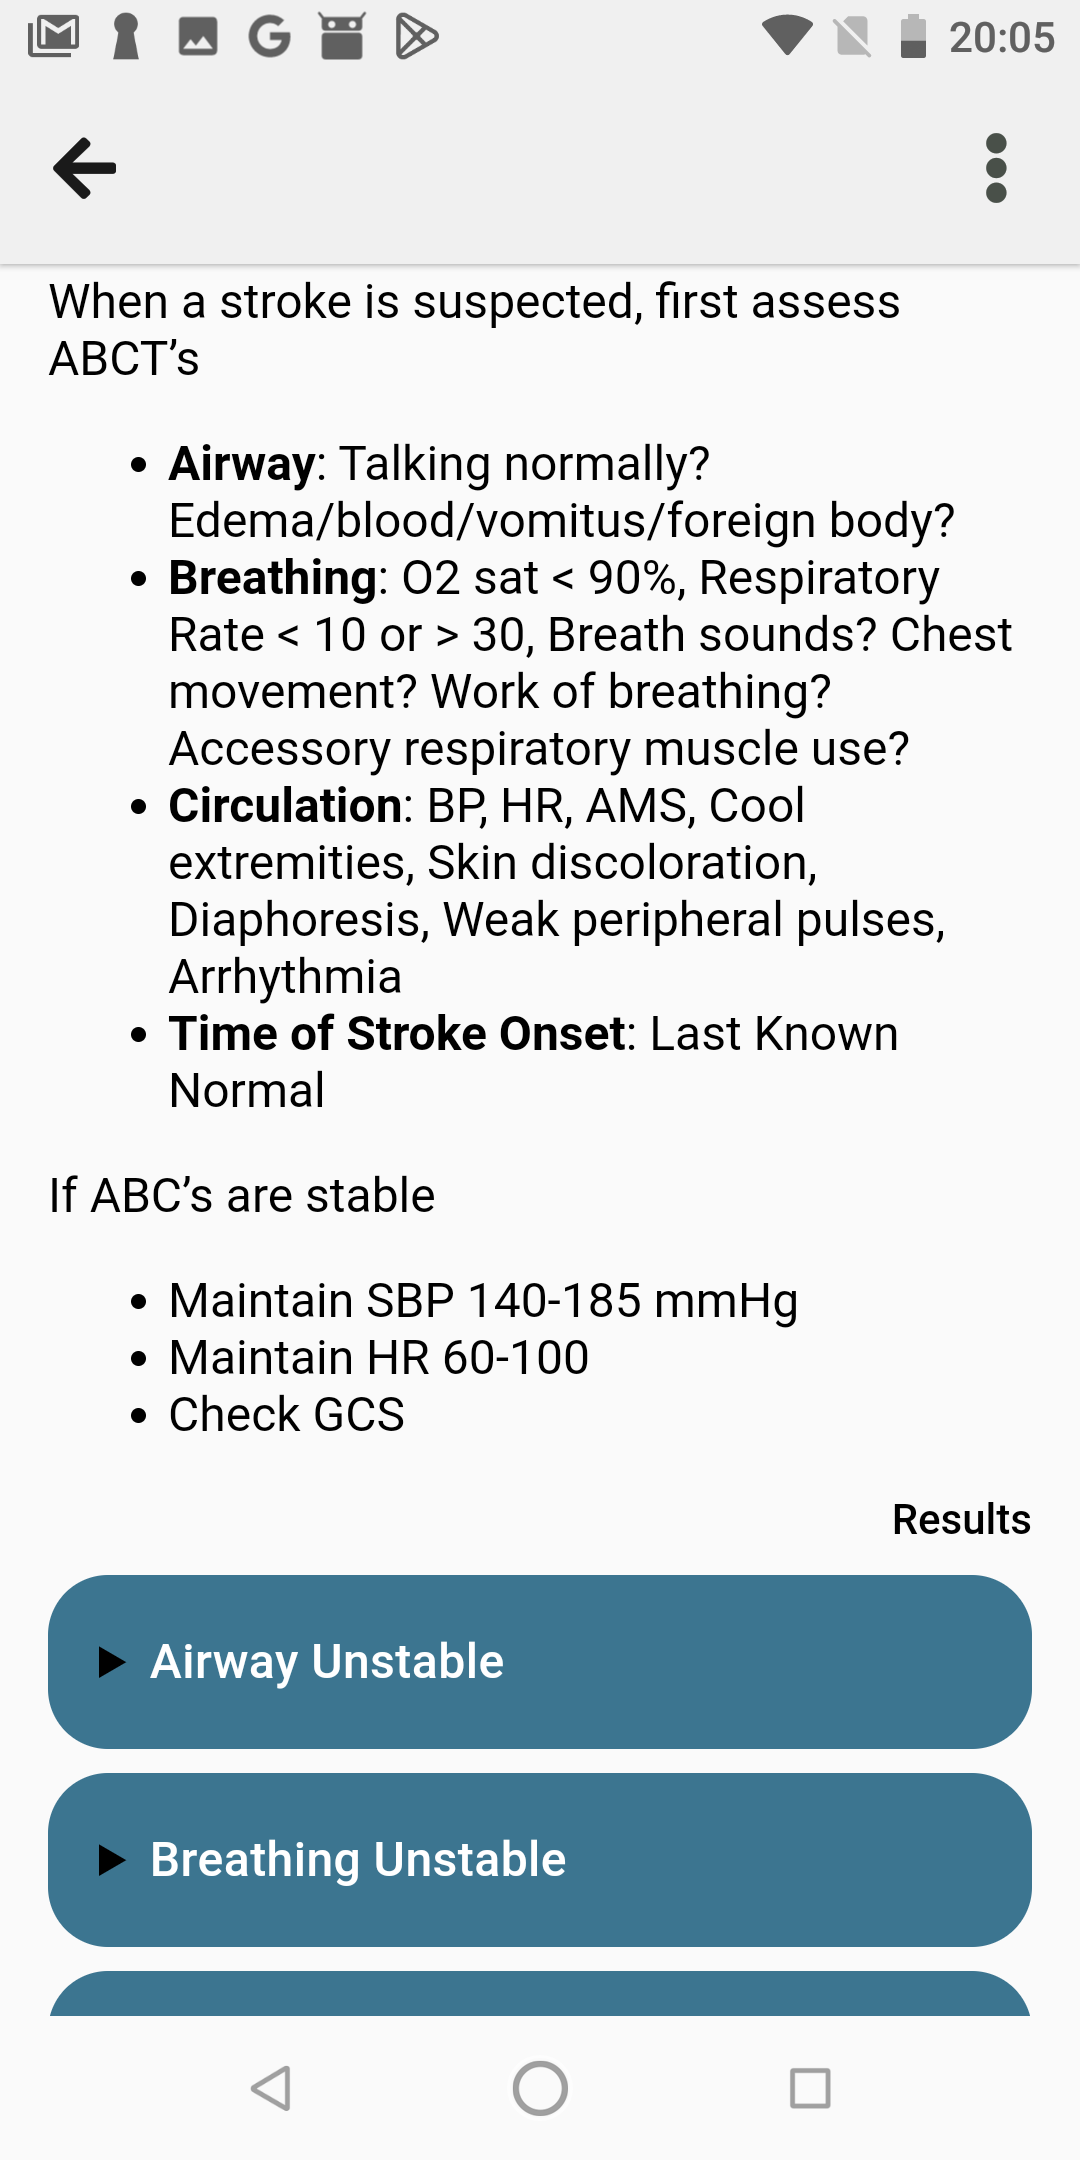 20:05
When a stroke is suspected, first assess
ABCT’s
• Airway: Talking normally?
Edema/blood/vomitus/foreign body?
• Breathing: O2 sat < 90%, Respiratory
Rate < 10 or > 30, Breath sounds? Chest
movement? Work of breathing?
Accessory respiratory muscle use?
• Circulation: BP, HR, AMS, Cool
extremities, Skin discoloration,
Diaphoresis, Weak peripheral pulses,
Arrhythmia
• Time of Stroke Onset: Last Known
Normal
If ABC’s are stable
• Maintain SBP 140-185 mmHg
• Maintain HR 60-100
• Check GCS
Results
Airway Unstable
Breathing Unstable